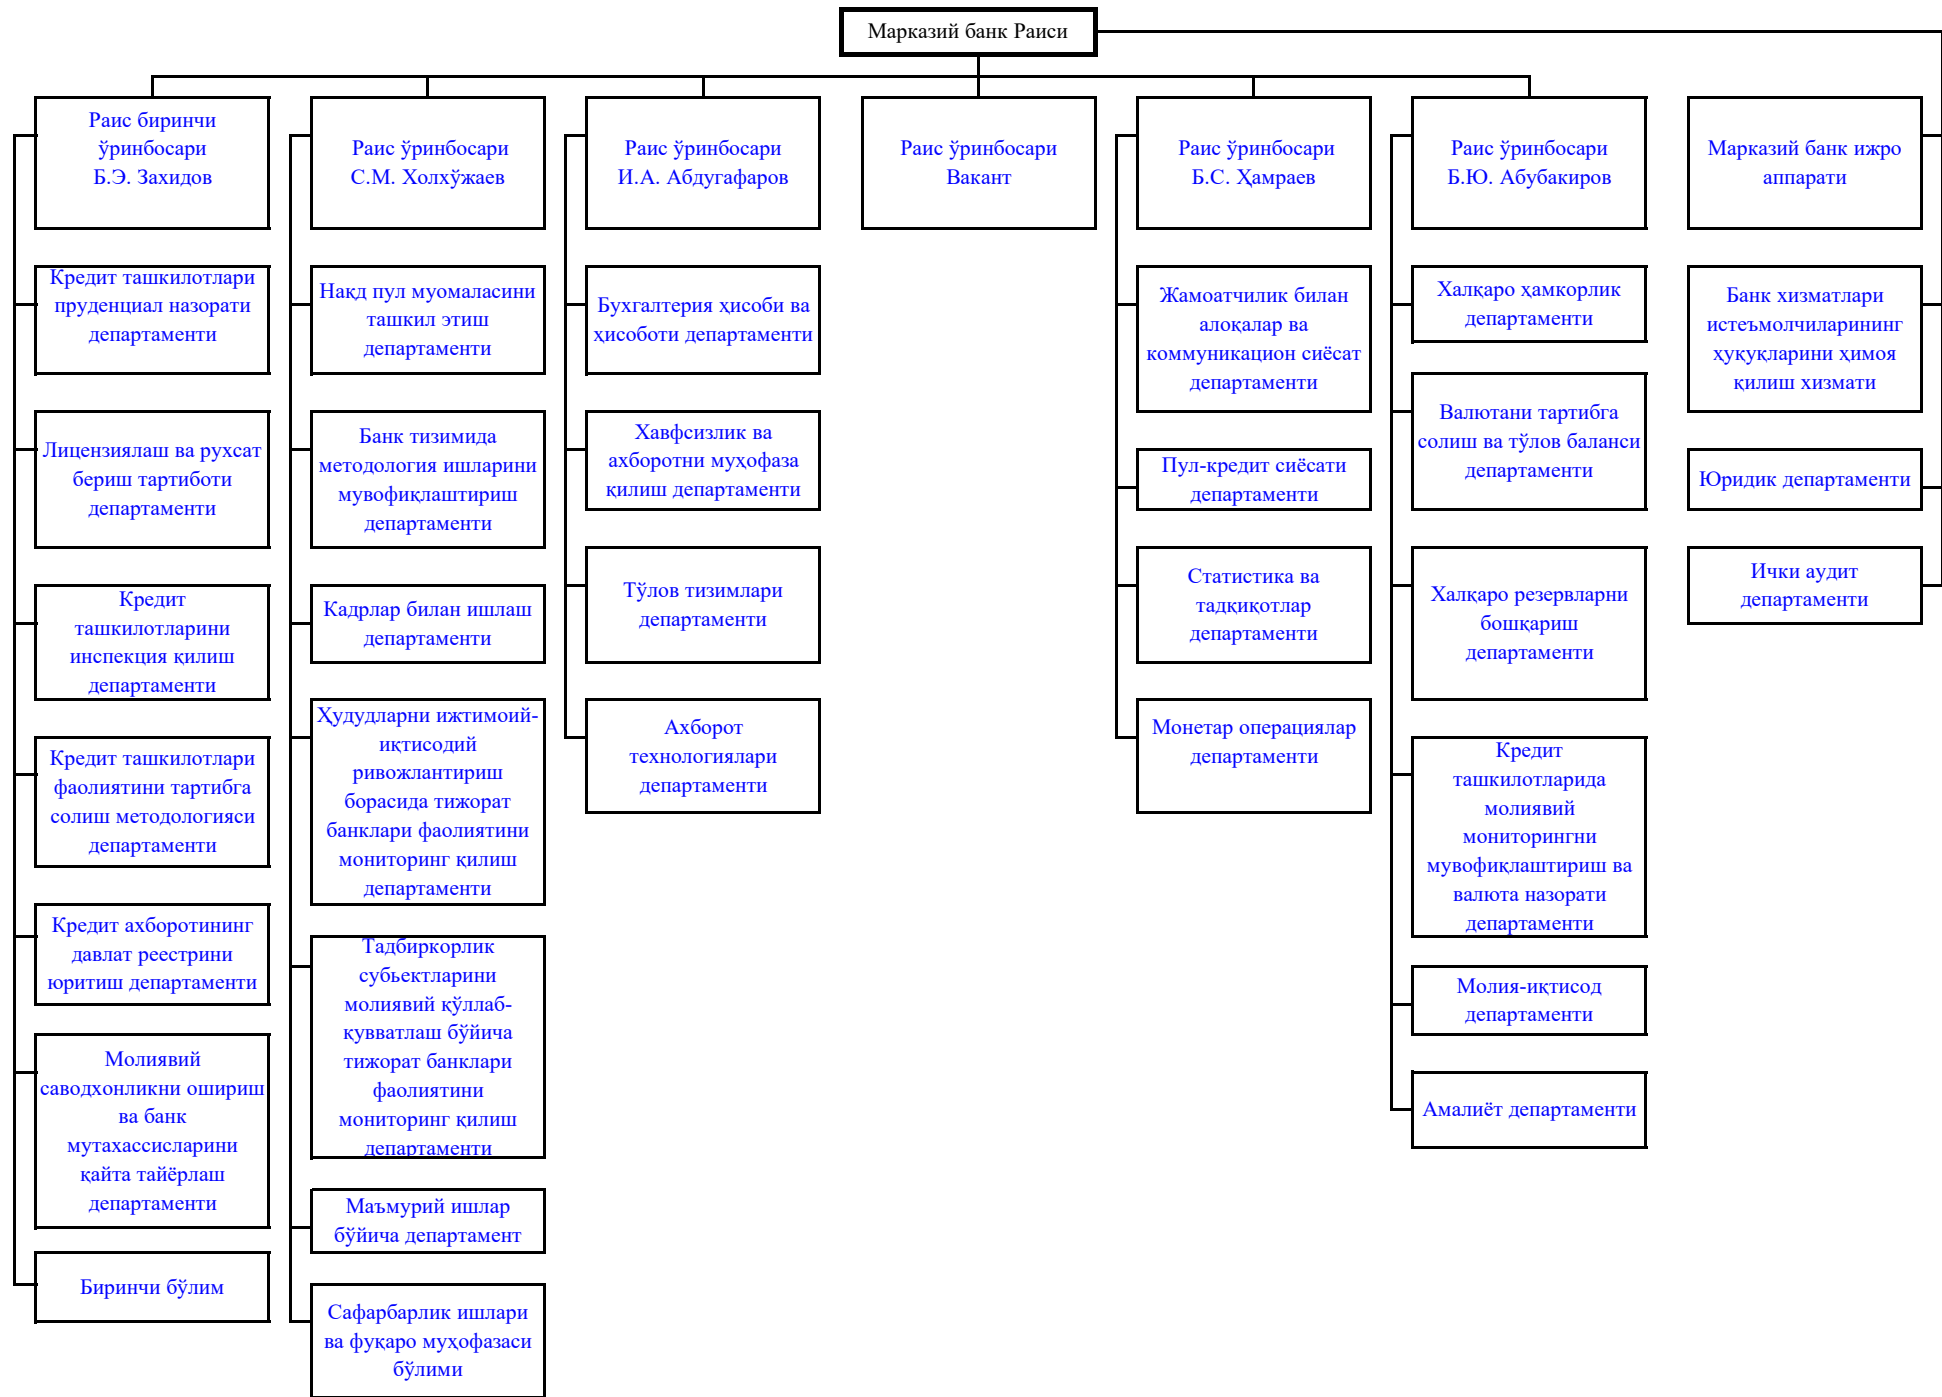 Марказий банк Раиси
Раис биринчи
ўринбосари
Б.Э. Захидов
Раис ўринбосари
С.М. Холхўжаев
Раис ўринбосари
И.А. Абдугафаров
Раис ўринбосари
Вакант
Раис ўринбосари
Б.С. Ҳамраев
Раис ўринбосари
Б.Ю. Абубакиров
Марказий банк ижро
аппарати
Кредит ташкилотлари
пруденциал назорати
департаменти
Лицензиялаш ва рухсат
бериш тартиботи
департаменти
Кредит
ташкилотларини
инспекция қилиш
департаменти
Кредит ташкилотлари
фаолиятини тартибга
солиш методологияси
департаменти
Кредит ахборотининг
давлат реестрини
юритиш департаменти
Молиявий
саводхонликни ошириш
ва банк
мутахассисларини
қайта тайёрлаш
департаменти
Биринчи бўлим
Нақд пул муомаласини
ташкил этиш
департаменти
Банк тизимида
методология ишларини
мувофиқлаштириш
департаменти
Кадрлар билан ишлаш
департаменти
Ҳудудларни ижтимоий-
иқтисодий
ривожлантириш
борасида тижорат
банклари фаолиятини
мониторинг қилиш
департаменти
Тадбиркорлик
субьектларини
молиявий қўллаб-
қувватлаш бўйича
тижорат банклари
фаолиятини
мониторинг қилиш
департаменти
Маъмурий ишлар
бўйича департамент
Сафарбарлик ишлари
ва фуқаро муҳофазаси
бўлими
Бухгалтерия ҳисоби ва
ҳисоботи департаменти
Хавфсизлик ва
ахборотни муҳофаза
қилиш департаменти
Тўлов тизимлари
департаменти
Ахборот
технологиялари
департаменти
Жамоатчилик билан
алоқалар ва
коммуникацион сиёсат
департаменти
Пул-кредит сиёсати
департаменти
Статистика ва
тадқиқотлар
департаменти
Монетар операциялар
департаменти
Халқаро ҳамкорлик
департаменти
Валютани тартибга
солиш ва тўлов баланси
департаменти
Халқаро резервларни
бошқариш
департаменти
Кредит
ташкилотларида
молиявий
мониторингни
мувофиқлаштириш ва
валюта назорати
департаменти
Молия-иқтисод
департаменти
Амалиёт департаменти
Банк хизматлари
истеъмолчиларининг
ҳуқуқларини ҳимоя
қилиш хизмати
Юридик департаменти
Ички аудит
департаменти